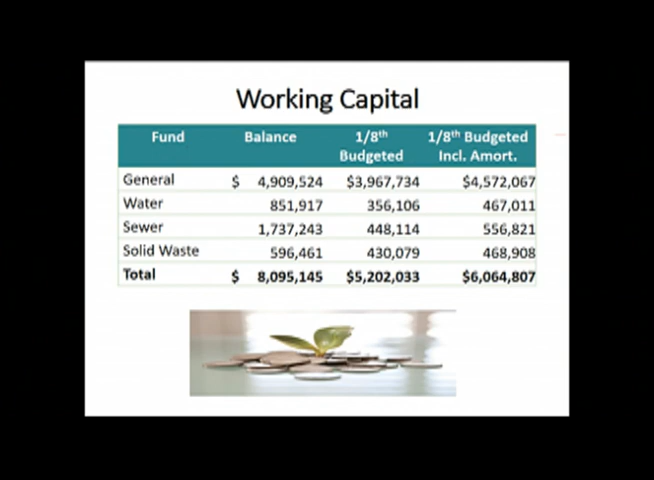 Working Capital
Fund Balance 1/8th Budgeted 1/8th Budgeted Incl. Amort.
General $ 4,909,524 $3,967,734 $4,572,067
Water 851,917 356,106 467,011
Sewer 1,737,243 448,114 556,821
Solid Waste 596,461 430,079 468,908
Total $ 8,095,145 $5,202,033 $6,064,807